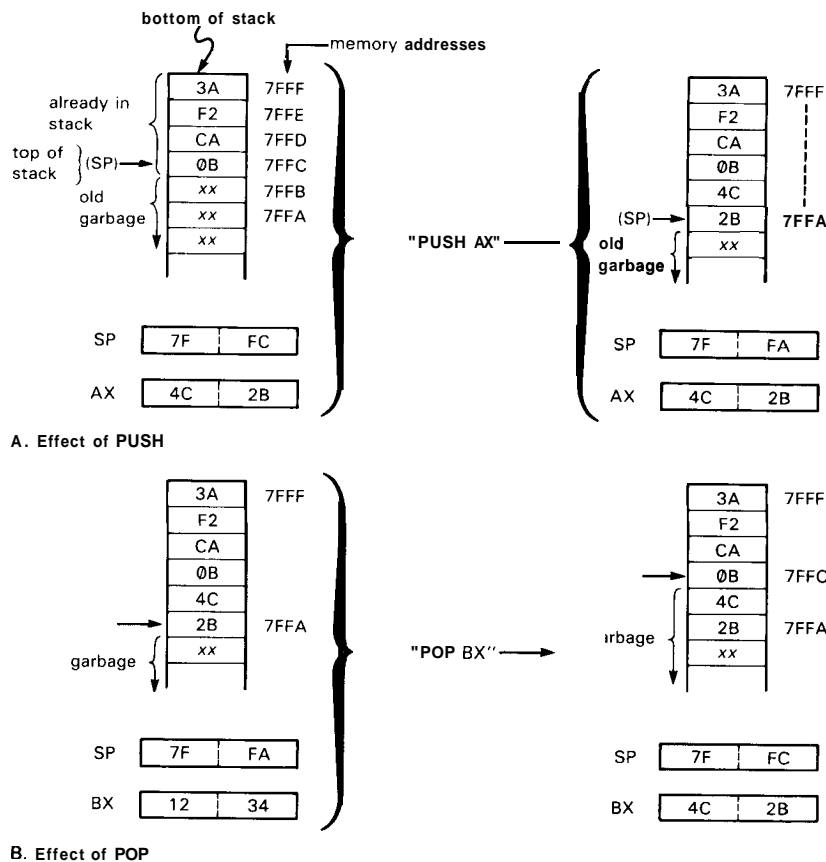 bottom of stack
memory addresses
already in
stack
top of
stack
(SP)
old
garbage
3A 7FFF
F2 7FFE
CA 7FFD
0B 7FFC
xx 7FFB
xx 7FFA
xx
SP 7F FC
AX 4C 2B
"PUSH AX"
3A 7FFF
F2
CA
0B
4C
(SP) 2B 7FFA
old
garbage
xx
SP 7F FA
AX 4C 2B
A. Effect of PUSH
3A 7FFF
F2
CA
0B
4C
2B 7FFA
garbage xx
SP 7F FA
BX 12 34
"POP BX"
3A 7FFF
F2
CA
0B 7FFC
4C
2B 7FFA
arbage xx
SP 7F FC
BX 4C 2B
B. Effect of POP